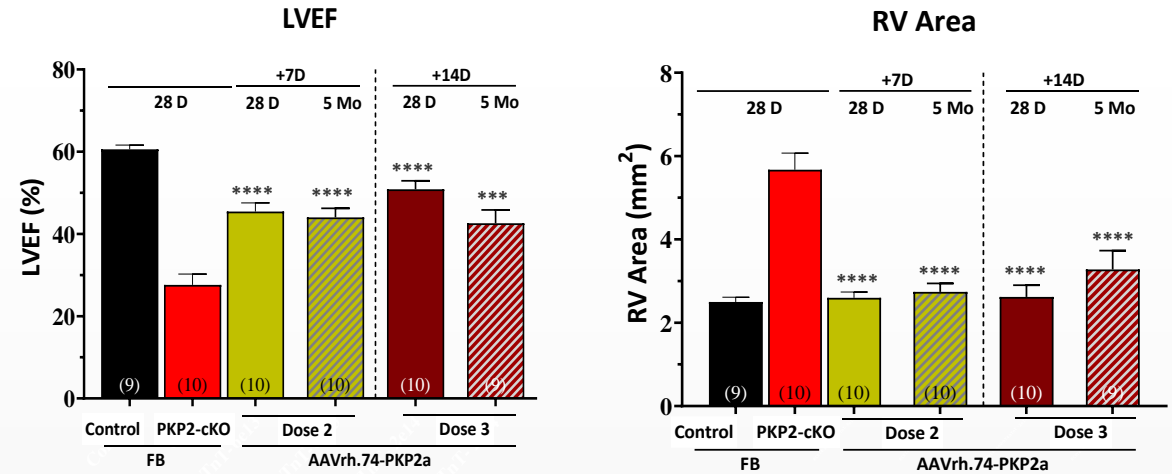 LVEF
+7D
+14D
28 D
28 D
5 Mo
28 D
5 Mo
LVEF (%)
80
60
40
20
0
****
****
****
***
(9)
(10)
(10)
(10)
(10)
(9)
Control
PKP2-cKO
Dose 2
Dose 3
FB
AAVrh.74-PKP2a
RV Area
+7D
+14D
28 D
28 D
5 Mo
28 D
5 Mo
RV Area (mm²)
8
6
4
2
0
****
****
****
****
(9)
(10)
(10)
(10)
(10)
(9)
Control
PKP2-cKO
Dose 2
Dose 3
FB
AAVrh.74-PKP2a